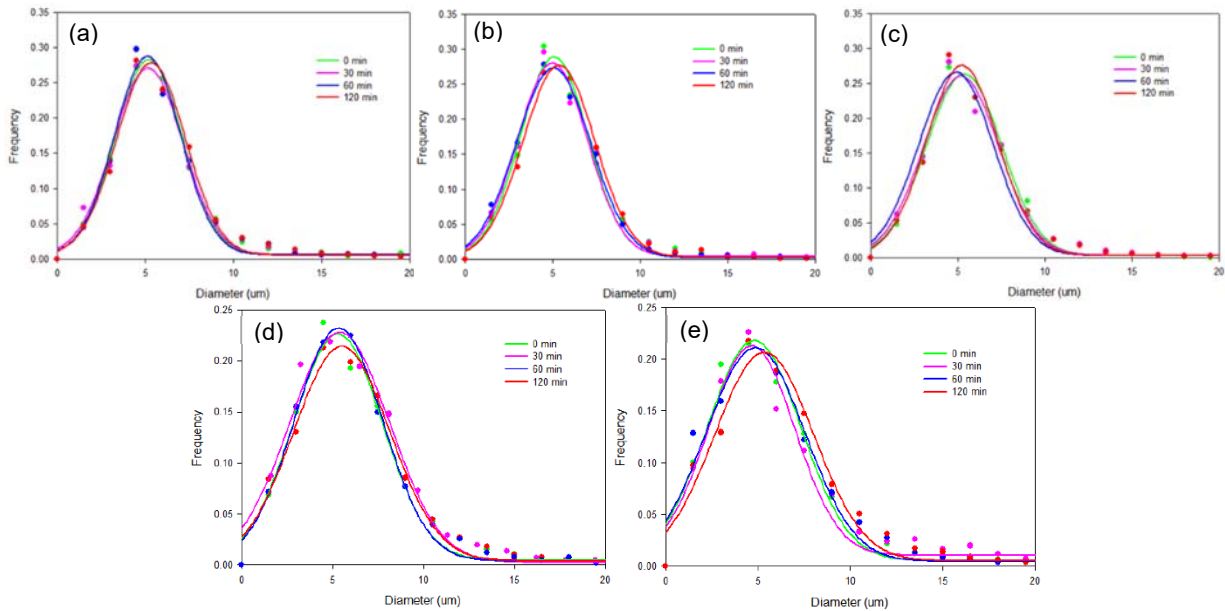 (a)
0.35
0.30
0.25
0.20
0.15
0.10
0.05
0.00
Frequency
0 min
30 min
60 min
120 min
0 5 10 15 20
Diameter (um)
(b)
0.35
0.30
0.25
0.20
0.15
0.10
0.05
0.00
Frequency
0 min
30 min
60 min
120 min
0 5 10 15 20
Diameter (um)
(c)
0.35
0.30
0.25
0.20
0.15
0.10
0.05
0.00
Frequency
0 min
30 min
60 min
120 min
0 5 10 15 20
Diameter (um)
(d)
0.25
0.20
0.15
0.10
0.05
0.00
Frequency
0 min
30 min
60 min
120 min
0 5 10 15 20
Diameter (um)
(e)
0.25
0.20
0.15
0.10
0.05
0.00
Frequency
0 min
30 min
60 min
120 min
0 5 10 15 20
Diameter (um)